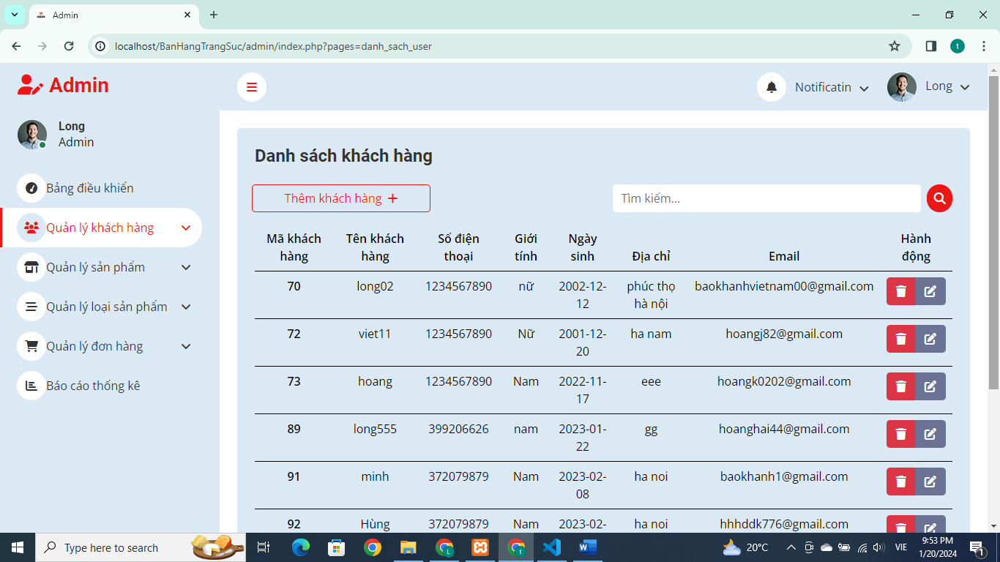 Admin
localhost/BanHangTrangSuc/admin/index.php?pages=danh_sach_user
t
Admin
Notificatin
Long
Long
Admin
Bảng điều khiển
Quản lý khách hàng
Quản lý sản phẩm
Quản lý loại sản phẩm
Quản lý đơn hàng
Báo cáo thống kê
Danh sách khách hàng
Thêm khách hàng +
Tìm kiếm...
Mã khách hàng Tên khách hàng Số điện thoại Giới tính Ngày sinh Địa chỉ Email Hành động
70 long02 1234567890 nữ 2002-12-12 phúc thọ hà nội baokhanhvietnam00@gmail.com
72 viet11 1234567890 Nữ 2001-12-20 ha nam hoangj82@gmail.com
73 hoang 1234567890 Nam 2022-11-17 eee hoangk0202@gmail.com
89 long555 399206626 nam 2023-01-22 gg hoanghai44@gmail.com
91 minh 372079879 Nam 2023-02-08 ha noi baokhanh1@gmail.com
92 Hùng 372079879 Nam 2023-02- ha noi hhhddk776@gmail.com
Type here to search
20°C
VIE
9:53 PM
1/20/2024
1